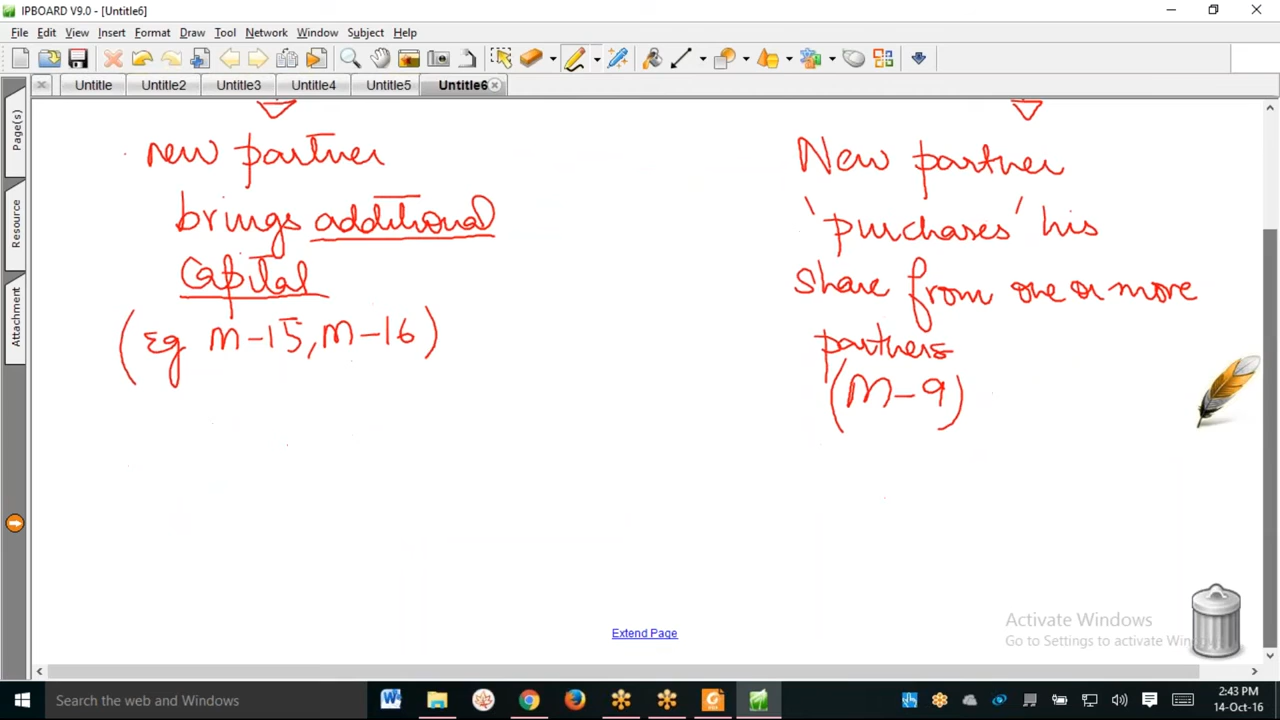 IPBOARD V9.0 - [Untitle6]
File Edit View Insert Format Draw Tool Network Window Subject Help
Untitle Untitle2 Untitle3 Untitle4 Untitle5 Untitle6
Page(s)
Resource
Attachment
new partner
brings additional
Capital
(Eg M-15, M-16)
New partner
'purchases' his
share from one or more
partners
(M-9)
Extend Page
Activate Windows
Go to Settings to activate Windows.
Search the web and Windows
2:43 PM
14-Oct-16